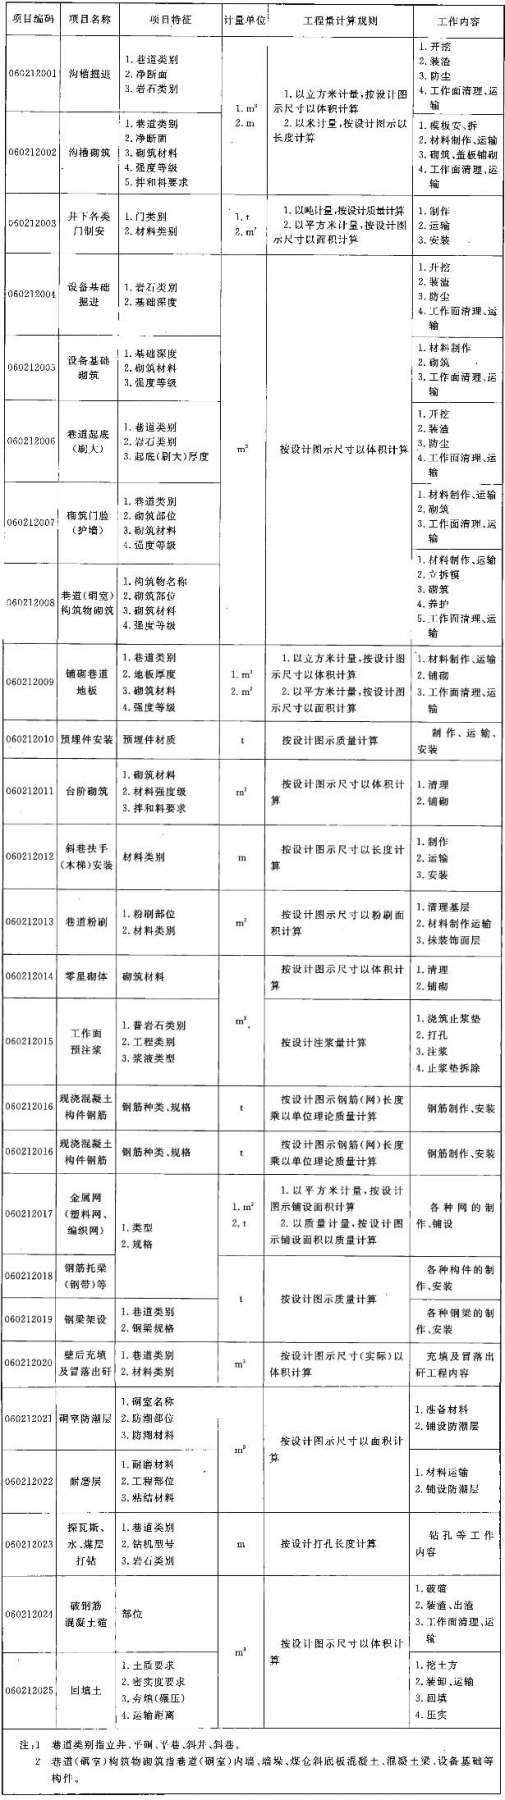 项目编码 项目名称 项目特征 计量单位 工程量计算规则 工作内容
060212001 沟槽掘进
1.巷道类别
2.净断面
3.岩石类别
1.m³
2.m
1.以立方米计量,按设计图
示尺寸以体积计算
2.以米计量,按设计图示以
长度计算
1.开挖
2.装渣
3.防尘
4.工作面清理、运
输
060212002 沟槽砌筑
1.巷道类别
2.净断面
3.砌筑材料
4.强度等级
5.拌和料要求
1.模板安、拆
2.材料制作、运输
3.砌筑、盖板铺砌
4.工作面清理、运
输
060212003
井下各类
门制安
1.门类别
2.材料类别
1.t
2.m²
1.以吨计量,按设计质量计算
2.以平方米计量,按设计图
示尺寸以面积计算
1.制作
2.运输
3.安装
060212004
设备基础
掘进
1.岩石类别
2.基础深度
m³
按设计图示尺寸以体积计算
1.开挖
2.装渣
3.防尘
4.工作面清理、运
输
060212005
设备基础
砌筑
1.基础深度
2.砌筑材料
3.强度等级
1.材料制作
2.砌筑
3.工作面清理、运
输
060212006
巷道起底
(刷大)
1.巷道类别
2.岩石类别
3.起底(刷大)厚度
1.开挖
2.装渣
3.防尘
4.工作面清理、运
输
060212007
砌筑门脸
(护墙)
1.巷道类别
2.砌筑部位
3.砌筑材料
4.强度等级
1.材料制作、运输
2.砌筑
3.工作面清理、运
输
060212008
巷道(硐室)
构筑物砌筑
1.构筑物名称
2.砌筑部位
3.砌筑材料
4.强度等级
1.材料制作、运输
2.立拆模
3.砌筑
4.养护
5.工作面清理、运
输
060212009
铺砌巷道
地板
1.巷道类别
2.地板厚度
3.砌筑材料
4.强度等级
1.m³
2.m²
1.以立方米计量,按设计图
示尺寸以体积计算
2.以平方米计量,按设计图
示尺寸以面积计算
1.材料制作、运输
2.铺砌
3.工作面清理、运
输
060212010 预埋件安装 预埋件材质 t 按设计图示质量计算
制作、运输、
安装
060212011 台阶砌筑
1.砌筑材料
2.材料强度级
3.拌和料要求
m³
按设计图示尺寸以体积计
算
1.清理
2.铺砌
060212012
斜巷扶手
(木梯)安装
材料类别 m
按设计图示尺寸以长度计
算
1.制作
2.运输
3.安装
060212013 巷道粉刷
1.粉刷部位
2.材料类别
m²
按设计图示尺寸以粉刷面
积计算
1.清理基层
2.材料制作运输
3.抹装饰面层
060212014 零星砌体 砌筑材料
m³
按设计图示尺寸以体积计
算
1.清理
2.铺砌
060212015
工作面
预注浆
1.普岩石类别
2.工程类别
3.浆液类型
按设计注浆量计算
1.浇筑止浆垫
2.打孔
3.注浆
4.止浆垫拆除
060212016
现浇混凝土
构件钢筋
钢筋种类、规格 t
按设计图示钢筋(网)长度
乘以单位理论质量计算
钢筋制作、安装
060212016
现浇混凝土
构件钢筋
钢筋种类、规格 t
按设计图示钢筋(网)长度
乘以单位理论质量计算
钢筋制作、安装
060212017
金属网
(塑料网、
编织网)
1.类型
2.规格
1.m²
2.t
1.以平方米计量,按设计
图示铺设面积计算
2.以质量计量,按设计图
示铺设面积以质量计算
各种网的制
作、铺设
060212018
钢筋托梁
(钢带)等
t
按设计图示质量计算
各种构件的制
作、安装
060212019 钢梁架设
1.巷道类别
2.钢梁规格
各种钢梁的制
作、安装
060212020
壁后充填
及冒落出矸
1.巷道类别
2.材料类别
m³
按设计图示尺寸(实际)以
体积计算
充填及冒落出
矸工程内容
060212021 硐室防潮层
1.硐室名称
2.防潮部位
3.防潮材料
m²
按设计图示尺寸以面积计
算
1.准备材料
2.铺设防潮层
060212022 耐磨层
1.耐磨材料
2.工程部位
3.粘结材料
1.材料运输
2.铺设防潮层
060212023
探瓦斯、
水、煤层
打钻
1.巷道类别
2.钻机型号
3.岩石类别
m 按设计打孔长度计算
钻孔等工作
内容
060212024
破钢筋
混凝土碹
部位
m³
按设计图示尺寸以体积计
算
1.破碹
2.装渣、出渣
3.工作面清理、运
输
060212025 回填土
1.土质要求
2.密实度要求
3.夯填(碾压)
4.运输距离
1.挖土方
2.装卸、运输
3.回填
4.压实
注:1 巷道类别指立井、平硐、平巷、斜井、斜巷。
2 巷道(硐室)构筑物砌筑指巷道(硐室)内墙、墙垛、煤仓斜底板混凝土、混凝土梁、设备基础等
构件。